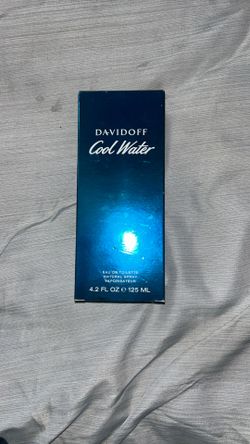 DAVIDOFF
Cool Water
EAU DE TOILETTE
NATURAL SPRAY
VAPORISATEUR
4.2 FL OZ ℮ 125 ML